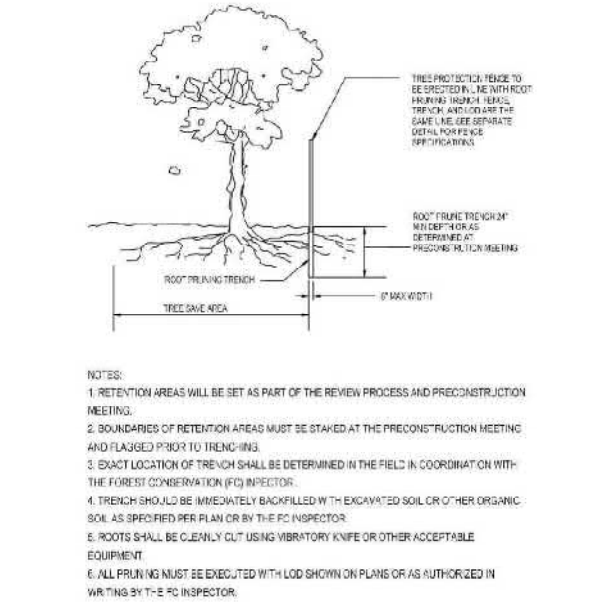 TREE PROTECTION FENCE TO
BE ERECTED IN LINE WITH ROOT
PRUNING TRENCH. FENCE,
TRENCH, AND LOD ARE THE
SAME LINE. SEE SEPARATE
DETAIL FOR FENCE
SPECIFICATIONS
ROOT PRUNE TRENCH 24"
MIN DEPTH OR AS
DETERMINED AT
PRECONSTRUTION MEETING
ROOT PRUNING TRENCH
6" MAX WIDTH
TREE SAVE AREA
NOTES:
1. RETENTION AREAS WILL BE SET AS PART OF THE REVIEW PROCESS AND PRECONSTRUCTION
MEETING.
2. BOUNDARIES OF RETENTION AREAS MUST BE STAKED AT THE PRECONSTRUCTION MEETING
AND FLAGGED PRIOR TO TRENCHING.
3. EXACT LOCATION OF TRENCH SHALL BE DETERMINED IN THE FIELD IN COORDINATION WITH
THE FOREST CONSERVATION (FC) INPECTOR.
4. TRENCH SHOULD BE IMMEDIATELY BACKFILLED WITH EXCAVATED SOIL OR OTHER ORGANIC
SOIL AS SPECIFIED PER PLAN OR BY THE FC INSPECTOR.
5. ROOTS SHALL BE CLEANLY CUT USING VIBRATORY KNIFE OR OTHER ACCEPTABLE
EQUIPMENT.
6. ALL PRUNING MUST BE EXECUTED WITH LOD SHOWN ON PLANS OR AS AUTHORIZED IN
WRITING BY THE FC INSPECTOR.